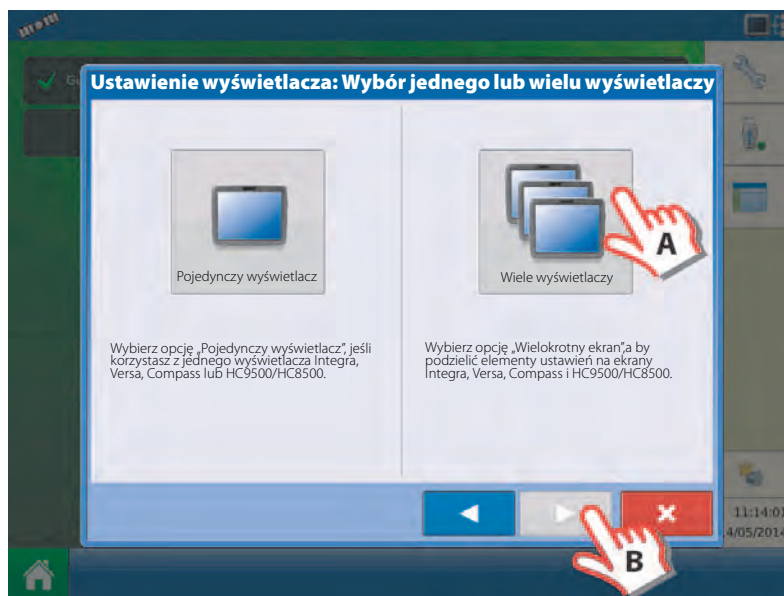 Ustawienie wyświetlacza: Wybór jednego lub wielu wyświetlaczy
Pojedynczy wyświetlacz
Wybierz opcję „Pojedynczy wyświetlacz”, jeśli
korzystasz z jednego wyświetlacza Integra,
Versa, Compass lub HC9500/HC8500.
Wiele wyświetlaczy
A
Wybierz opcję „Wielokrotny ekran”,a by
podzielić elementy ustawień na ekrany
Integra, Versa, Compass i HC9500/HC8500.
B
11:14:01
4/05/2014